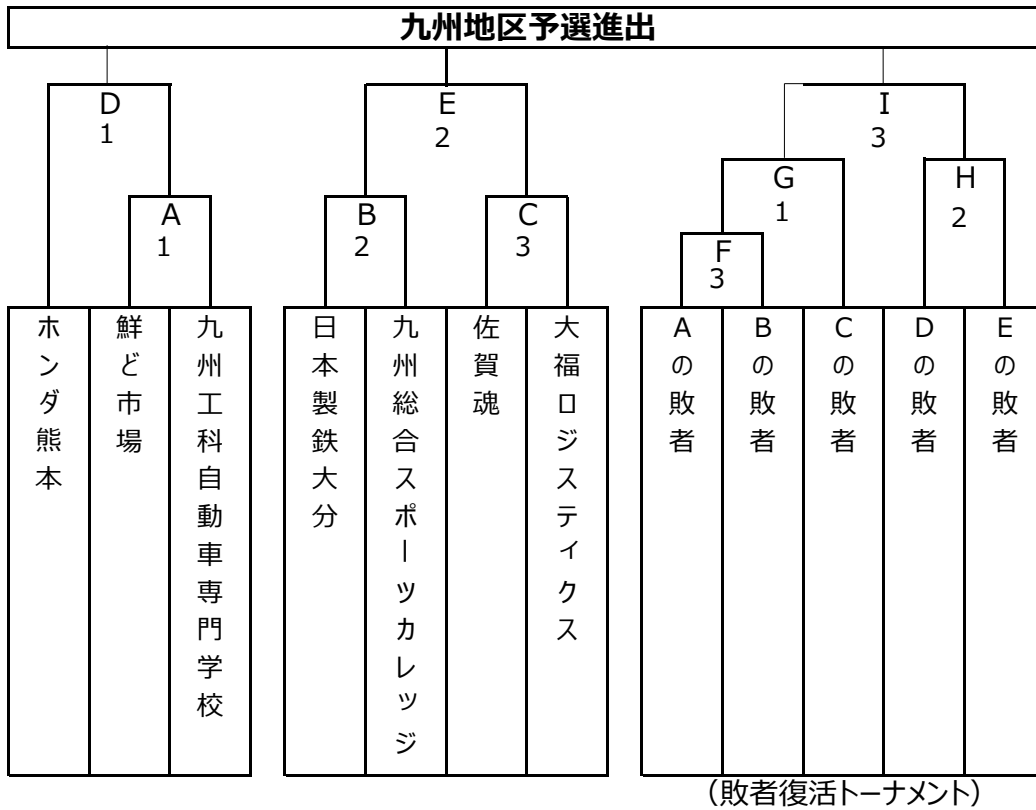 九州地区予選進出
D
1
E
2
I
3
G
1
H
2
A
1
B
2
C
3
F
3
ホンダ熊本
鮮ど市場
九州工科自動車専門学校
日本製鉄大分
九州総合スポーツカレッジ
佐賀魂
大福ロジスティクス
Aの敗者
Bの敗者
Cの敗者
Dの敗者
Eの敗者
（敗者復活トーナメント）